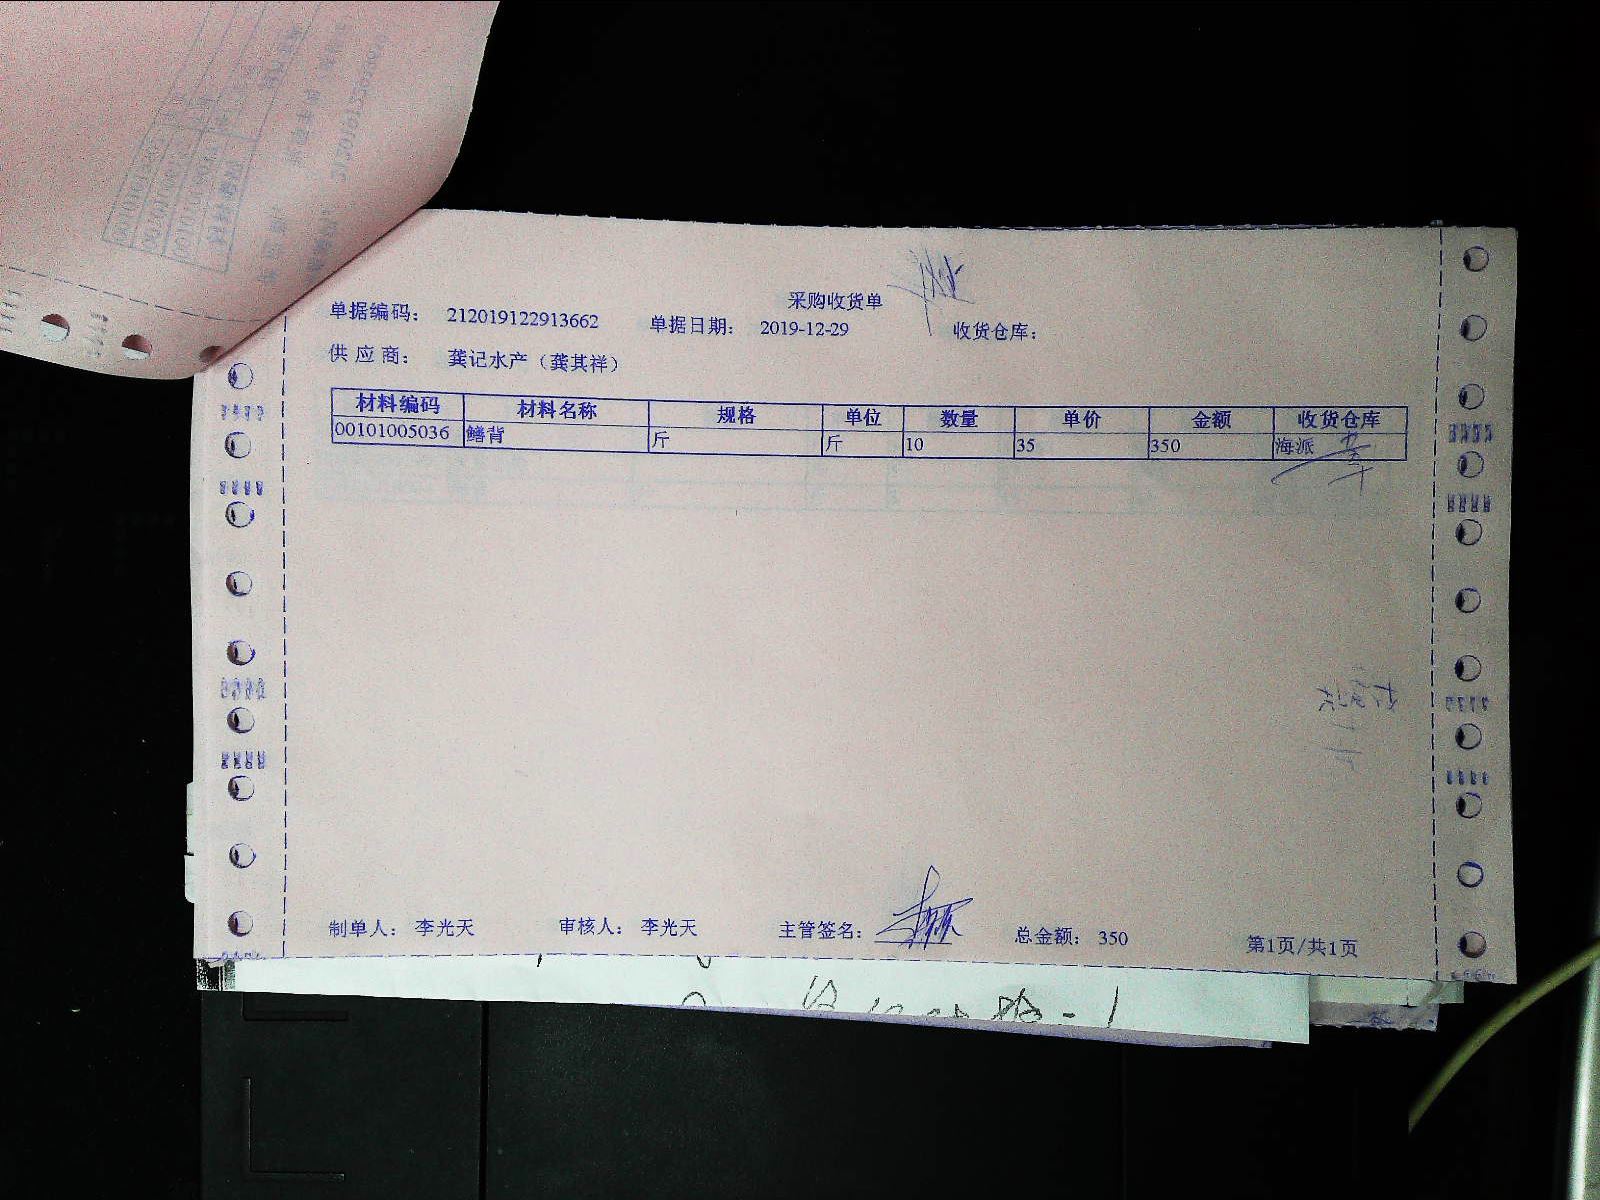 采购收货单
单据编码： 212019122913662 单据日期： 2019-12-29 收货仓库：
供 应 商： 龚记水产（龚其祥）
材料编码 材料名称 规格 单位 数量 单价 金额 收货仓库
00101005036 鳝背 斤 斤 10 35 350 海派
制单人： 李光天 审核人： 李光天 主管签名： 总金额： 350 第1页/共1页